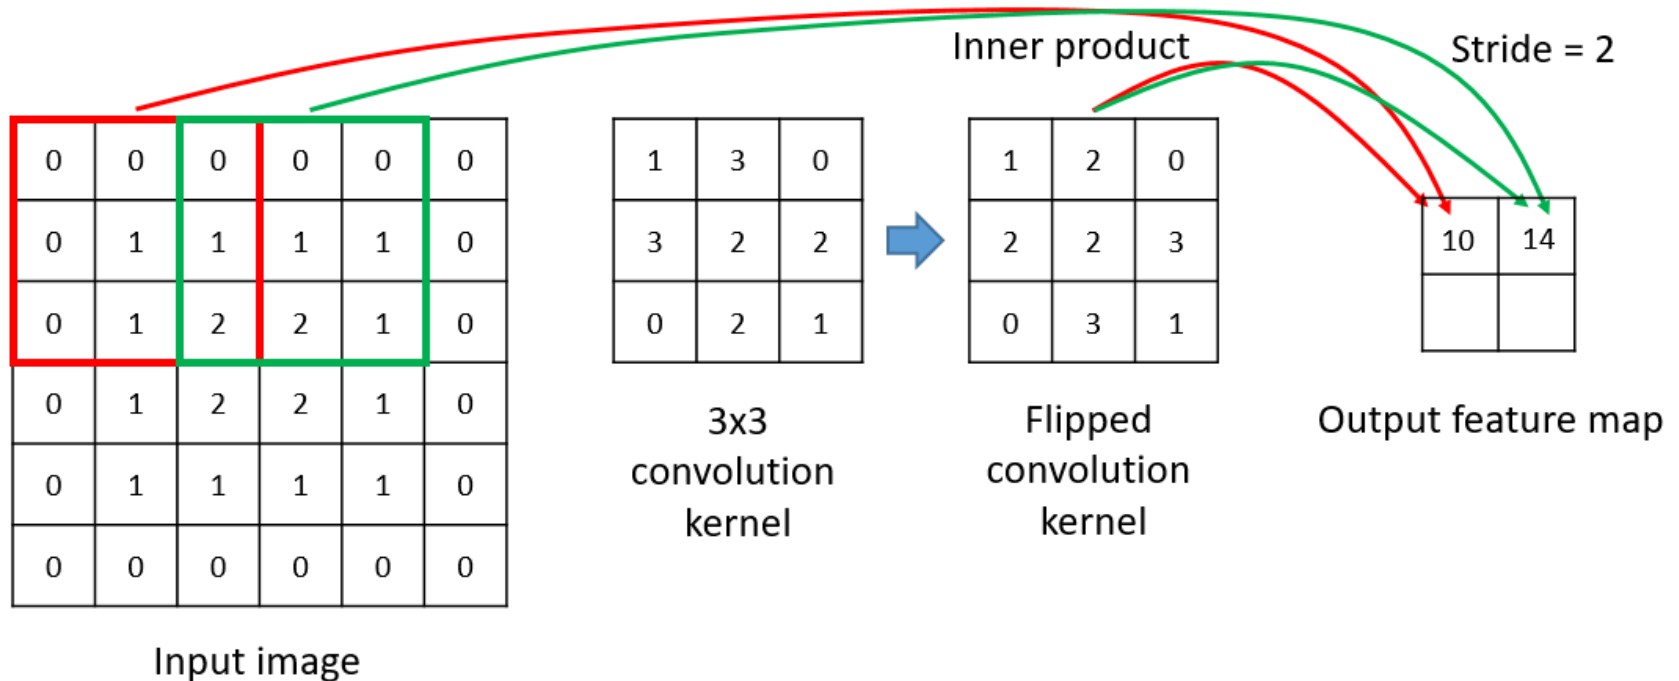 Inner product
Stride = 2
0 0 0 0 0 0
0 1 1 1 1 0
0 1 2 2 1 0
0 1 2 2 1 0
0 1 1 1 1 0
0 0 0 0 0 0
Input image
1 3 0
3 2 2
0 2 1
3x3
convolution
kernel
1 2 0
2 2 3
0 3 1
Flipped
convolution
kernel
10 14
Output feature map